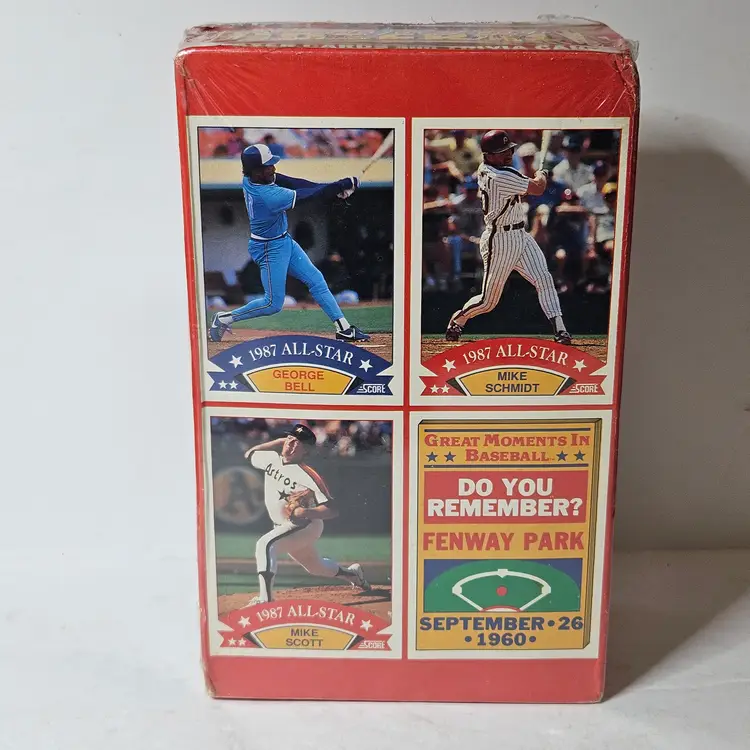 1987 ALL-STAR
GEORGE
BELL
SCORE
1987 ALL-STAR
MIKE
SCHMIDT
SCORE
Astros
1987 ALL-STAR
MIKE
SCOTT
SCORE
GREAT MOMENTS IN
BASEBALL
DO YOU
REMEMBER?
FENWAY PARK
SEPTEMBER•26
•1960•